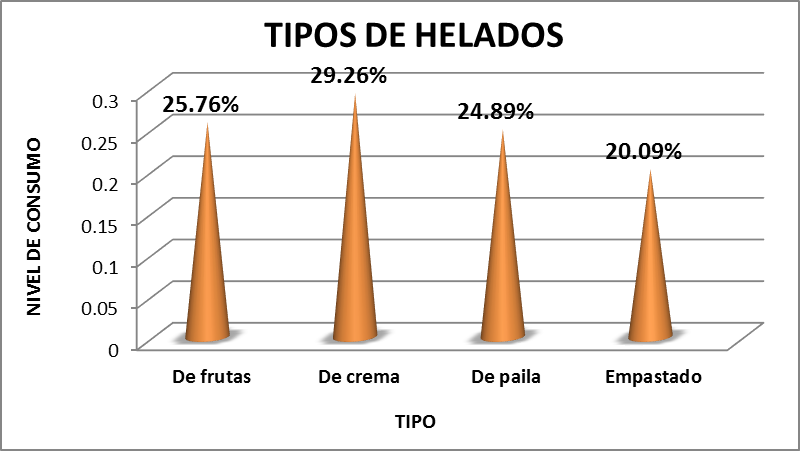 TIPOS DE HELADOS
29.26%
25.76%
24.89%
20.09%
NIVEL DE CONSUMO
0.3
0.25
0.2
0.15
0.1
0.05
0
De frutas
De crema
De paila
Empastado
TIPO